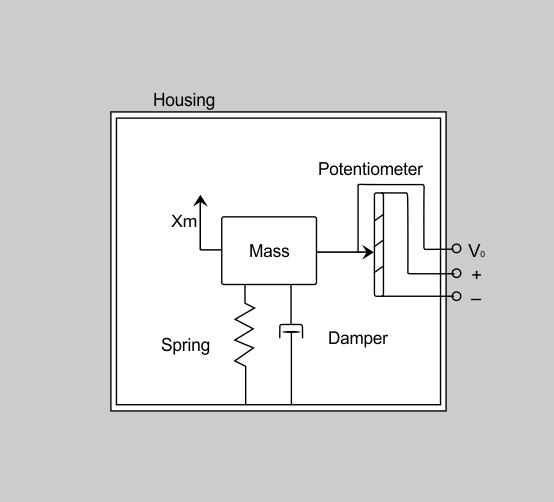 Housing
Potentiometer
Xm
Mass
V₀
+
–
Spring
Damper